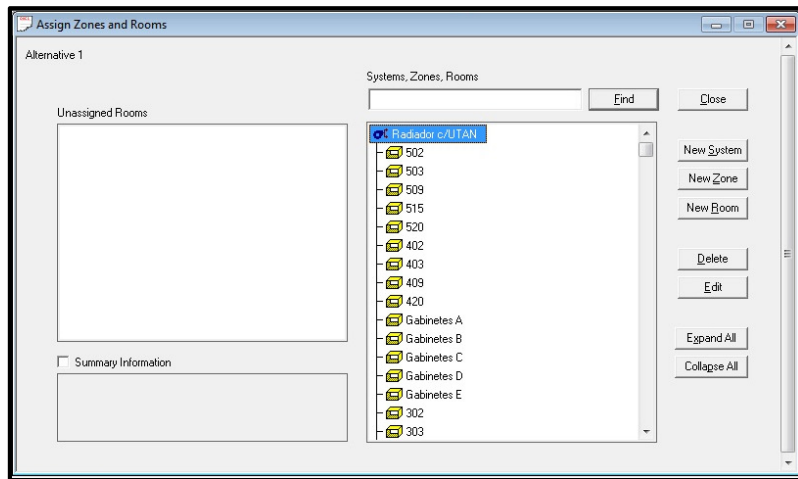 Assign Zones and Rooms
Alternative 1
Systems, Zones, Rooms
Find
Close
Unassigned Rooms
Radiador c/UTAN
502
503
509
515
520
402
403
409
420
Gabinetes A
Gabinetes B
Gabinetes C
Gabinetes D
Gabinetes E
302
303
New System
New Zone
New Room
Delete
Edit
Expand All
Collapse All
Summary Information